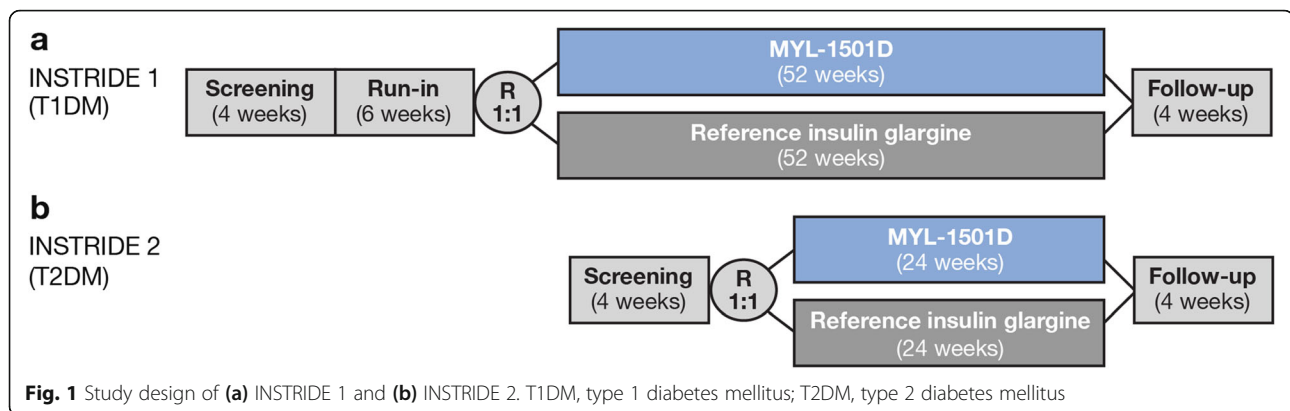 a
INSTRIDE 1
(T1DM)
Screening
(4 weeks)
Run-in
(6 weeks)
R
1:1
MYL-1501D
(52 weeks)
Reference insulin glargine
(52 weeks)
Follow-up
(4 weeks)
b
INSTRIDE 2
(T2DM)
Screening
(4 weeks)
R
1:1
MYL-1501D
(24 weeks)
Reference insulin glargine
(24 weeks)
Follow-up
(4 weeks)
Fig. 1 Study design of (a) INSTRIDE 1 and (b) INSTRIDE 2. T1DM, type 1 diabetes mellitus; T2DM, type 2 diabetes mellitus